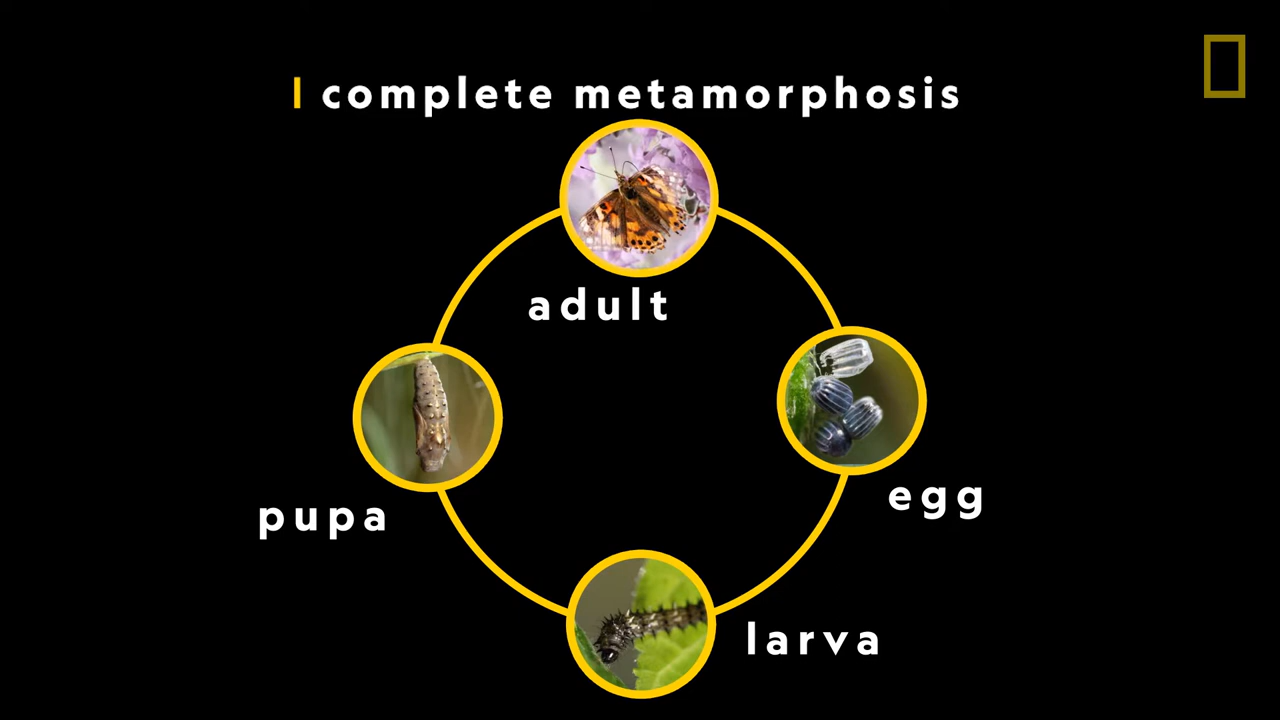 complete metamorphosis
adult
egg
pupa
larva